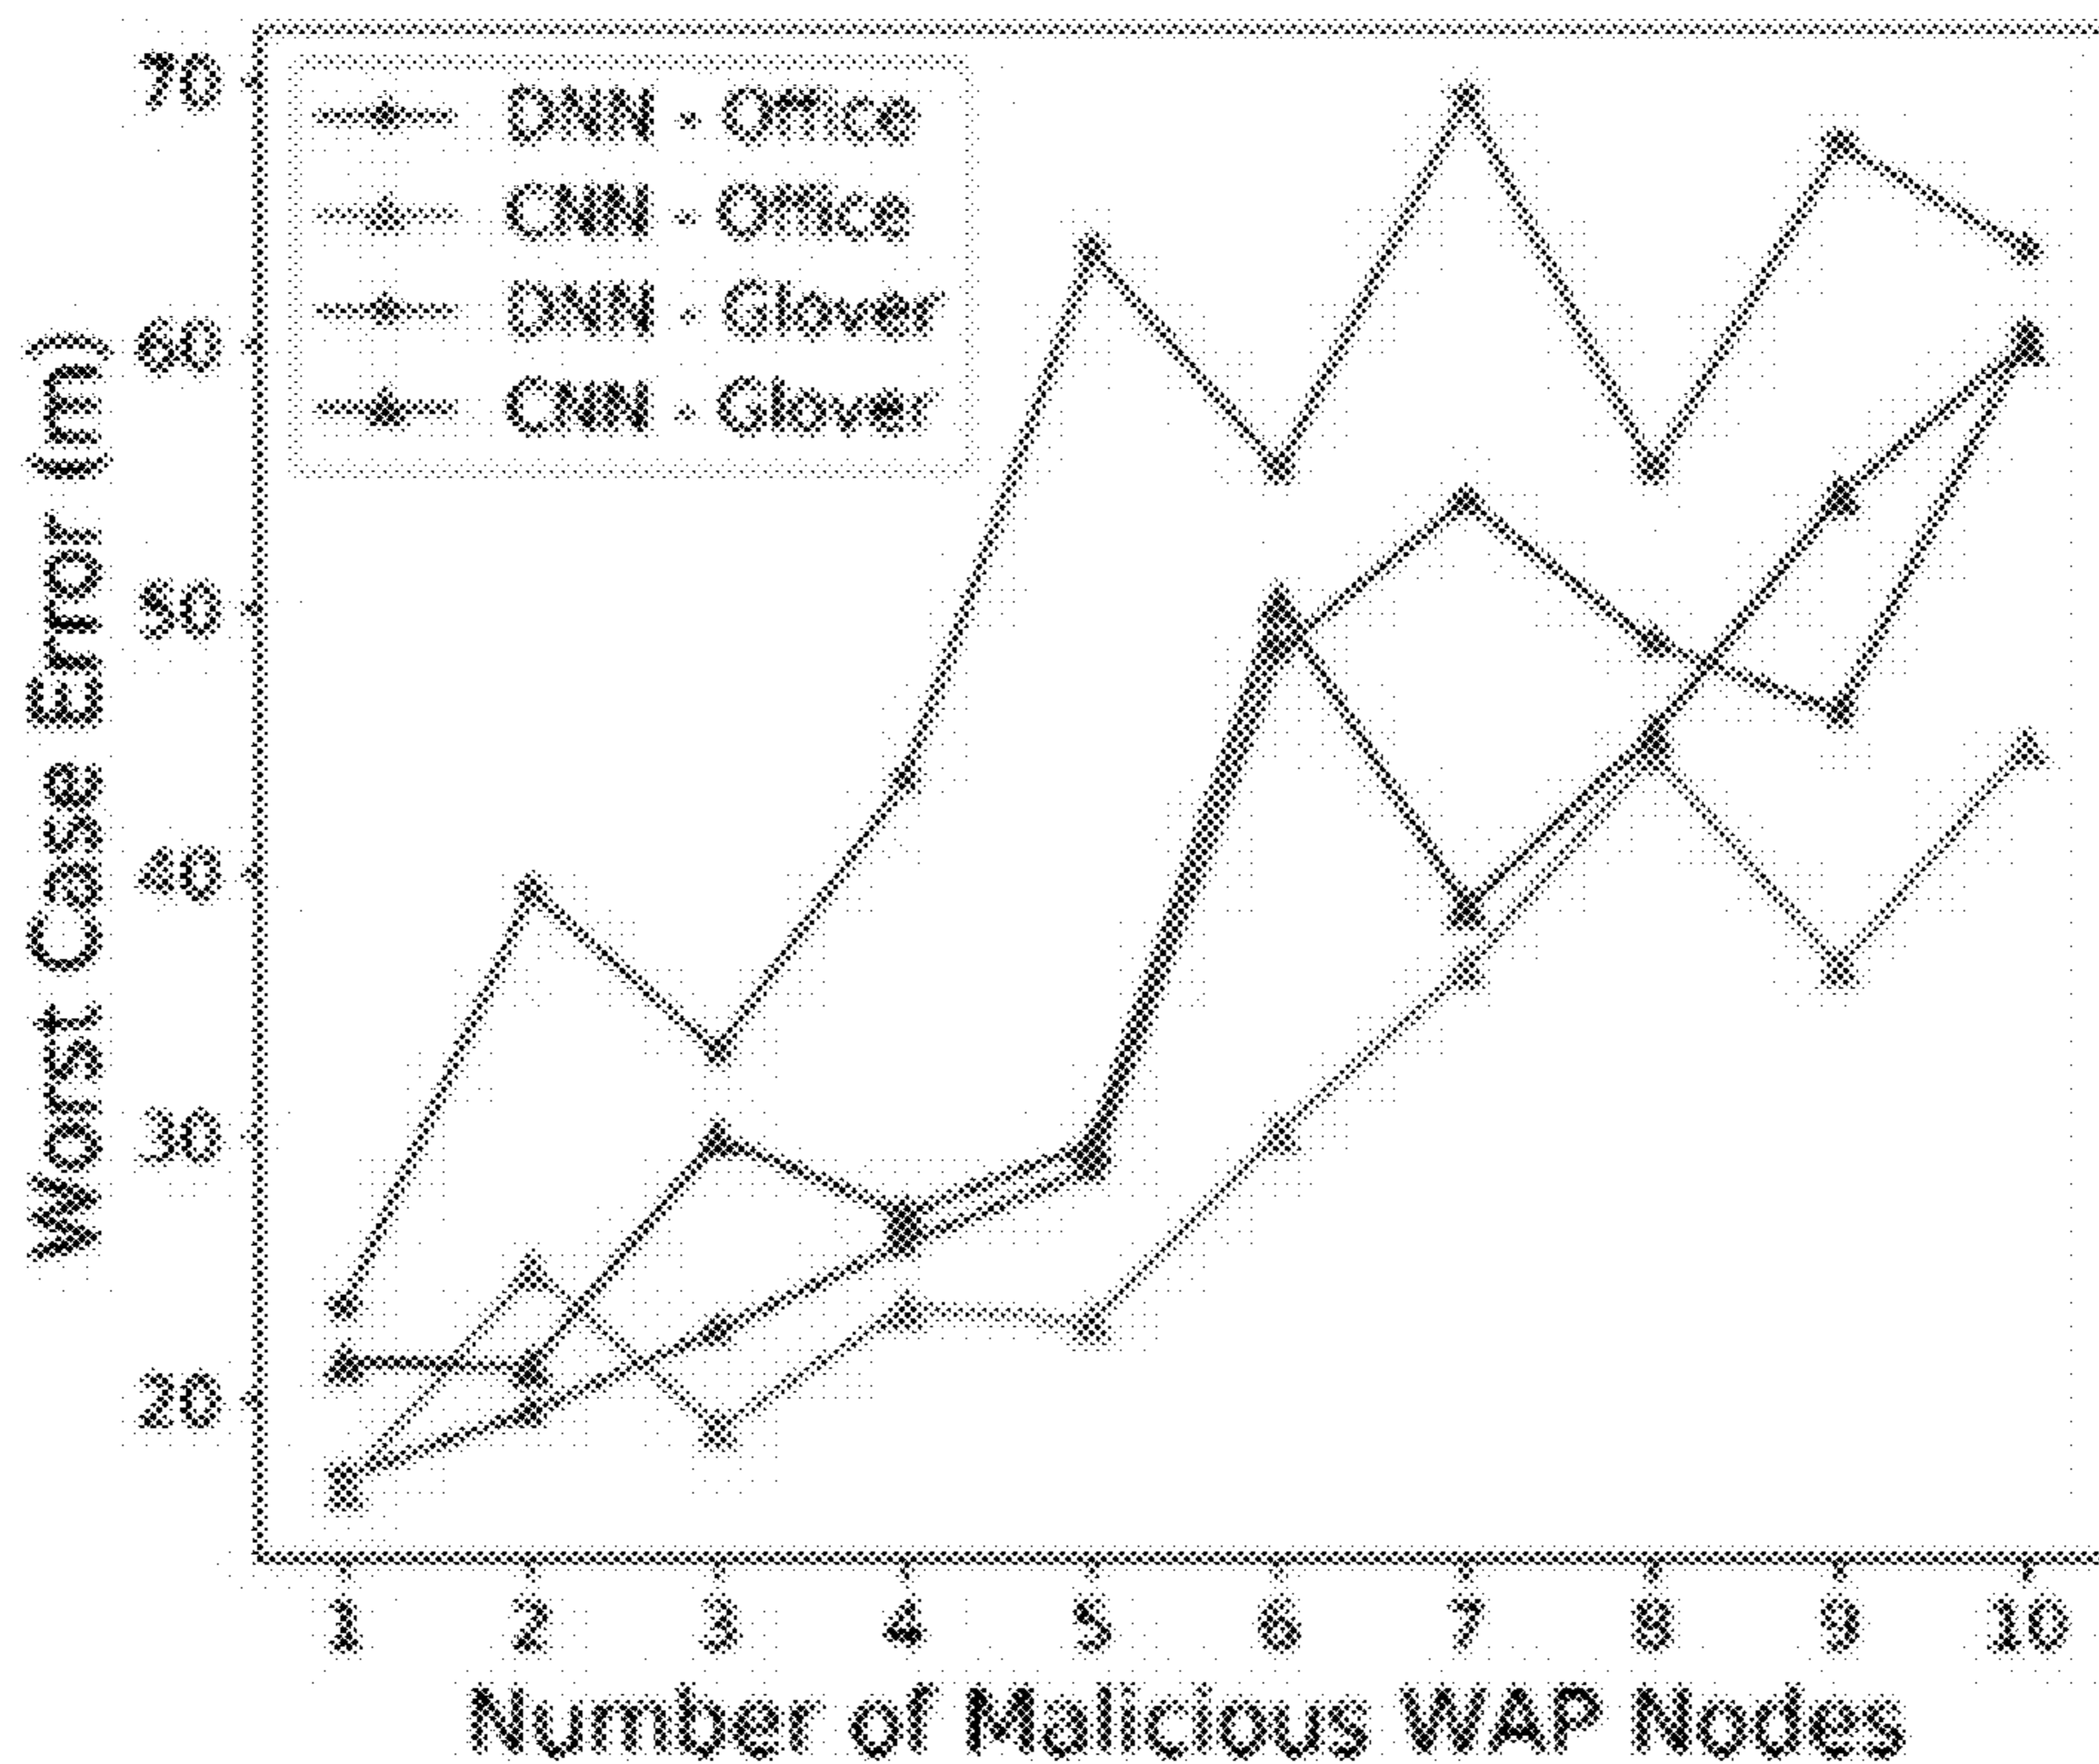 70
60
50
40
30
20
Worst Case Error (m)
DNN - Office
CNN - Office
DNN - Glover
CNN - Glover
1 2 3 4 5 6 7 8 9 10
Number of Malicious WAP Nodes